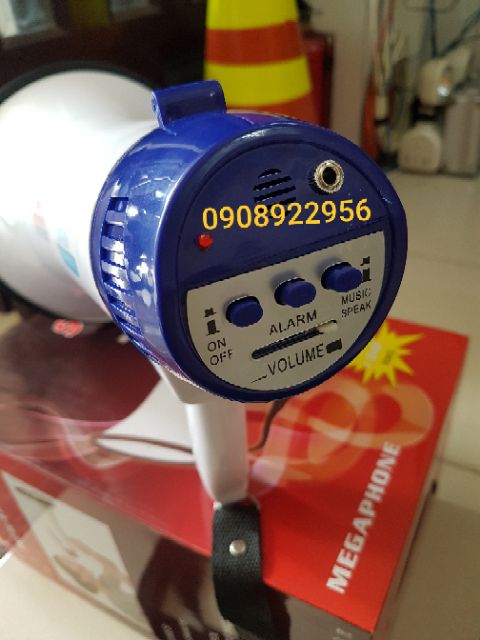 0908922956
ON
OFF
ALARM
MUSIC
SPEAK
VOLUME
MEGAPHONE